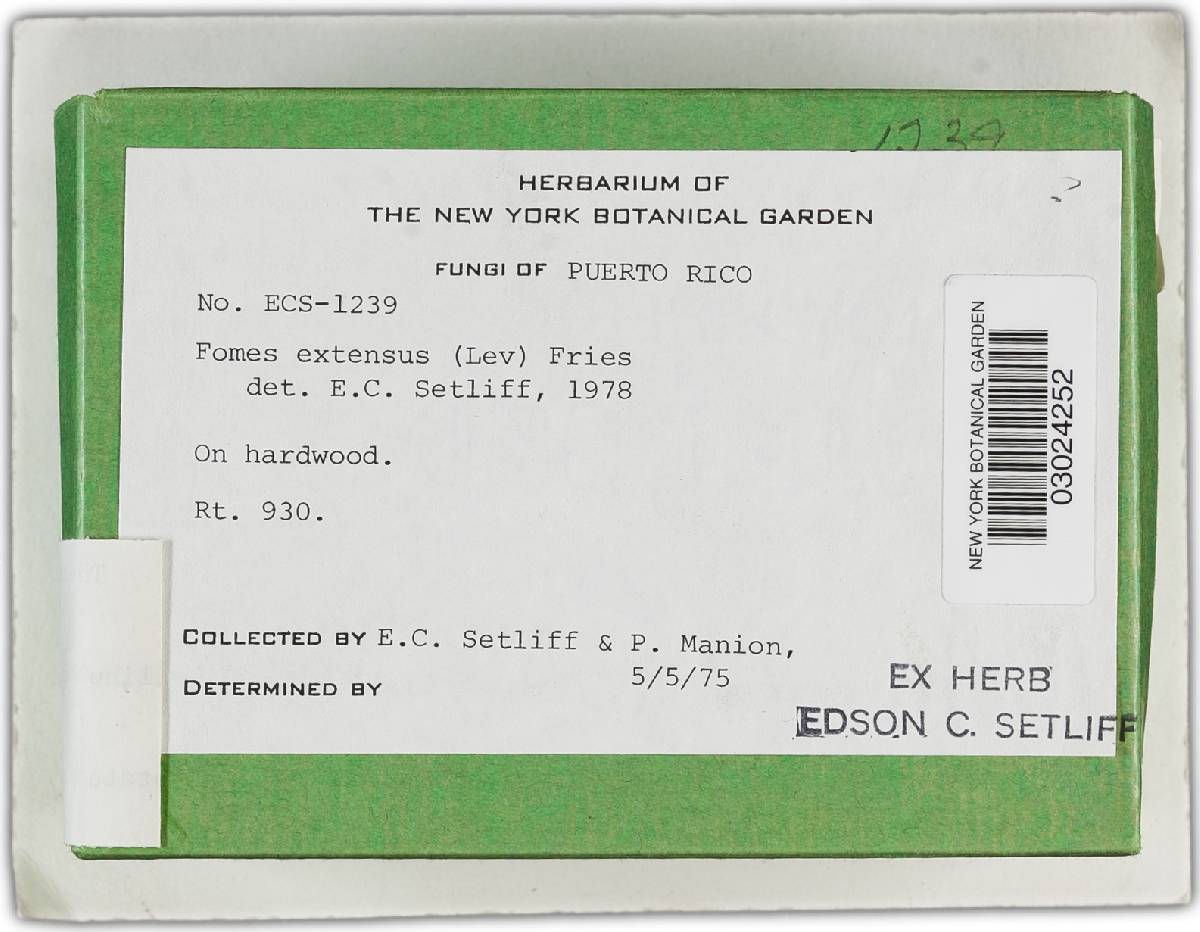 1239
HERBARIUM OF
THE NEW YORK BOTANICAL GARDEN
FUNGI OF PUERTO RICO
No. ECS-1239
Fomes extensus (Lev) Fries
det. E.C. Setliff, 1978
On hardwood.
Rt. 930.
COLLECTED BY E.C. Setliff & P. Manion,
5/5/75
DETERMINED BY
EX HERB
EDSON C. SETLIFF
NEW YORK BOTANICAL GARDEN
03024252